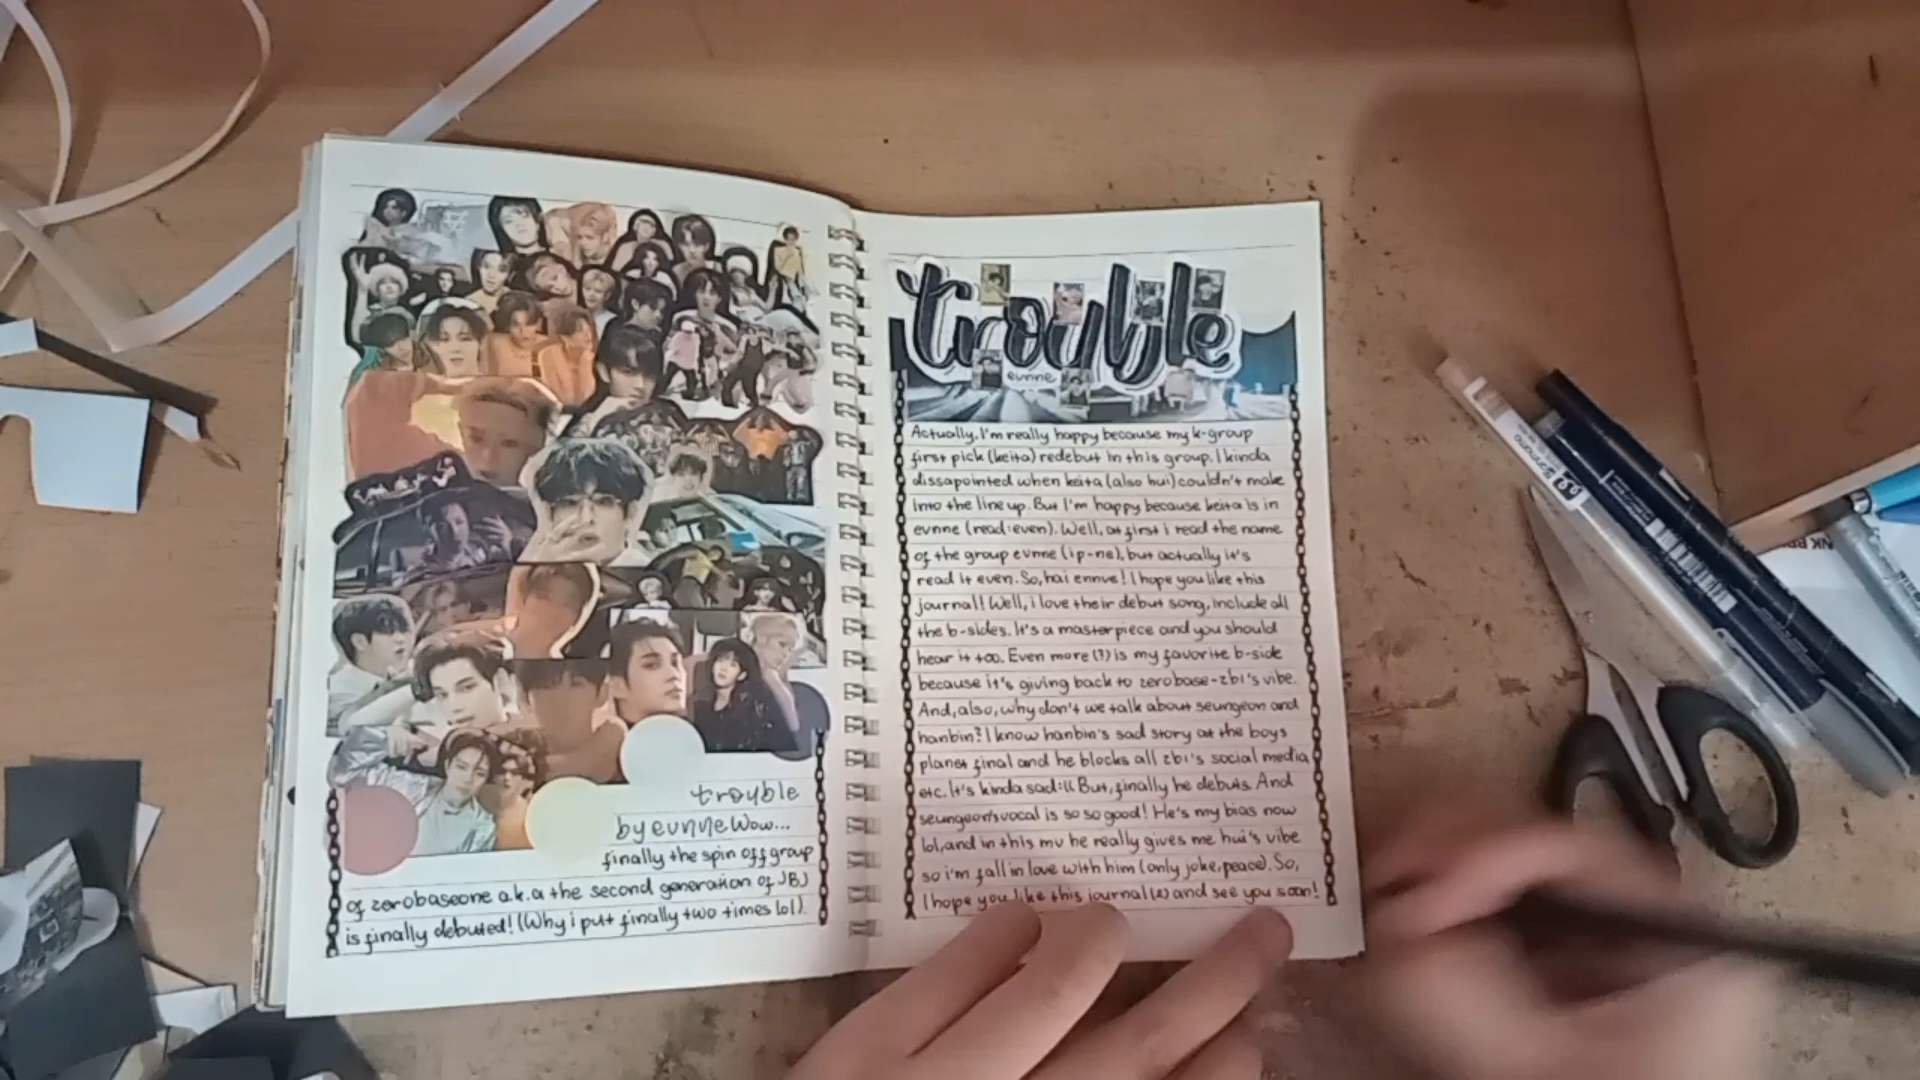 trouble
by evnne Wow...
finally the spin off group
of zerobaseone a.k.a the second generation of JBJ
is finally debuted! (Why i put finally two times lol).
trouble
evnne
Actually, I'm really happy because my k-group
first pick (keita) redebut in this group. I kinda
dissapointed when keita (also hui) couldn't make
into the line up. But I'm happy because keita is in
evnne (read:even). Well, at first i read the name
of the group evnne (ip-ne), but actually it's
read it even. So, hai ennve! I hope you like this
journal! Well, i love their debut song, include all
the b-sides. It's a masterpiece and you should
hear it too. Even more (?) is my favorite b-side
because it's giving back to zerobase-zb1's vibe.
And, also, why don't we talk about seungeon and
hanbin? I know hanbin's sad story at the boys
planet final and he blocks all zb1's social media
etc. It's kinda sad:(( But, finally he debuts. And
seungeon's vocal is so so good! He's my bias now
lol, and in this mv he really gives me hui's vibe
so i'm fall in love with him (only joke, peace). So,
I hope you like this journal(z) and see you soon!